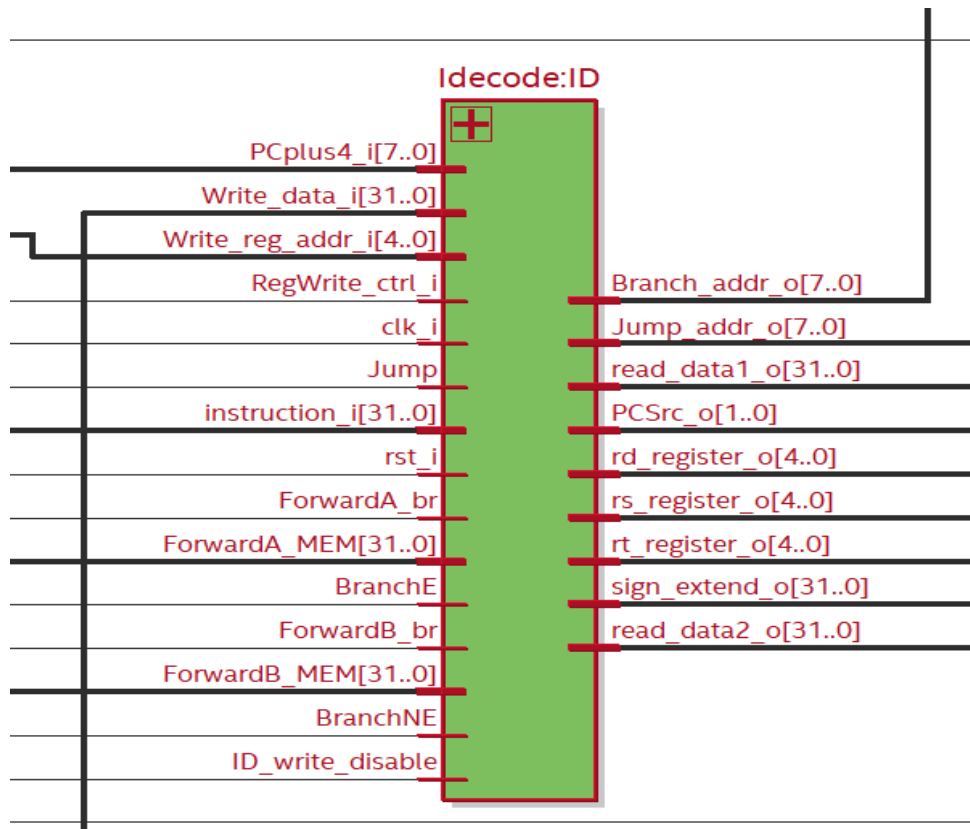 Idecode:ID
PCplus4_i[7..0]
Write_data_i[31..0]
Write_reg_addr_i[4..0]
RegWrite_ctrl_i
clk_i
Jump
instruction_i[31..0]
rst_i
ForwardA_br
ForwardA_MEM[31..0]
BranchE
ForwardB_br
ForwardB_MEM[31..0]
BranchNE
ID_write_disable
Branch_addr_o[7..0]
Jump_addr_o[7..0]
read_data1_o[31..0]
PCSrc_o[1..0]
rd_register_o[4..0]
rs_register_o[4..0]
rt_register_o[4..0]
sign_extend_o[31..0]
read_data2_o[31..0]